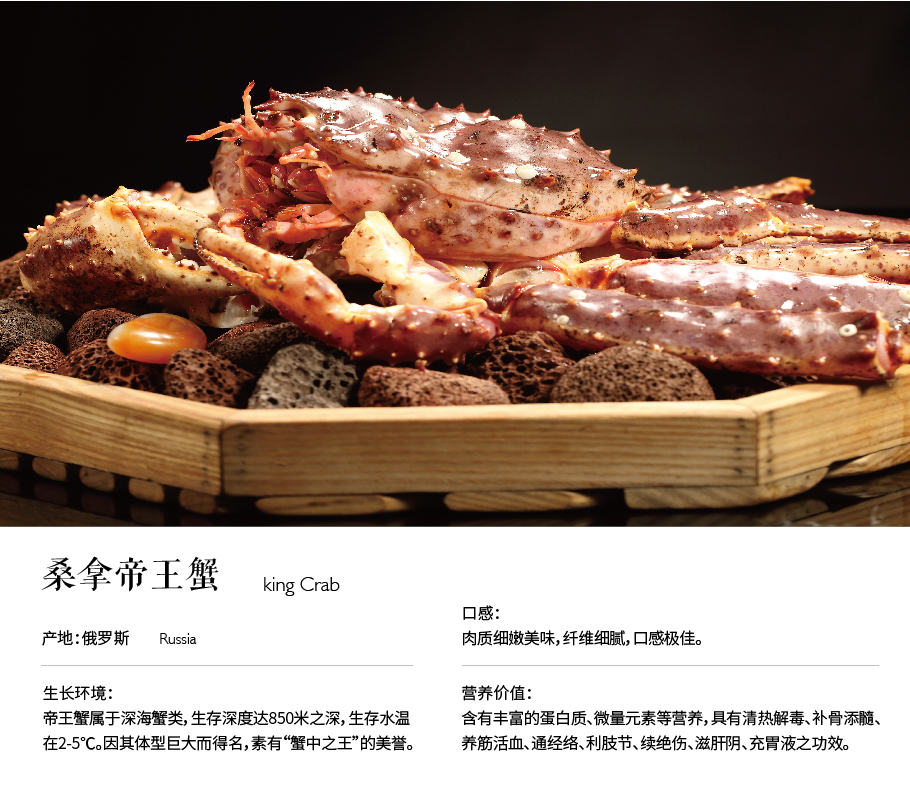 桑拿帝王蟹 king Crab
产地：俄罗斯 Russia
生长环境：
帝王蟹属于深海蟹类，生存深度达850米之深，生存水温
在2-5℃。因其体型巨大而得名，素有“蟹中之王”的美誉。
口感：
肉质细嫩美味，纤维细腻，口感极佳。
营养价值：
含有丰富的蛋白质、微量元素等营养，具有清热解毒、补骨添髓、
养筋活血、通经络、利肢节、续绝伤、滋肝阴、充胃液之功效。